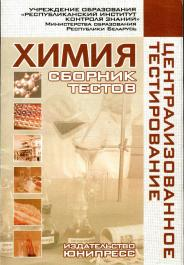 УЧРЕЖДЕНИЕ ОБРАЗОВАНИЯ
«РЕСПУБЛИКАНСКИЙ ИНСТИТУТ
КОНТРОЛЯ ЗНАНИЙ»
МИНИСТЕРСТВА ОБРАЗОВАНИЯ
РЕСПУБЛИКИ БЕЛАРУСЬ
ХИМИЯ
СБОРНИК
ТЕСТОВ
ЦЕНТРАЛИЗОВАННОЕ
ТЕСТИРОВАНИЕ
ИЗДАТЕЛЬСТВО
ЮНИПРЕСС